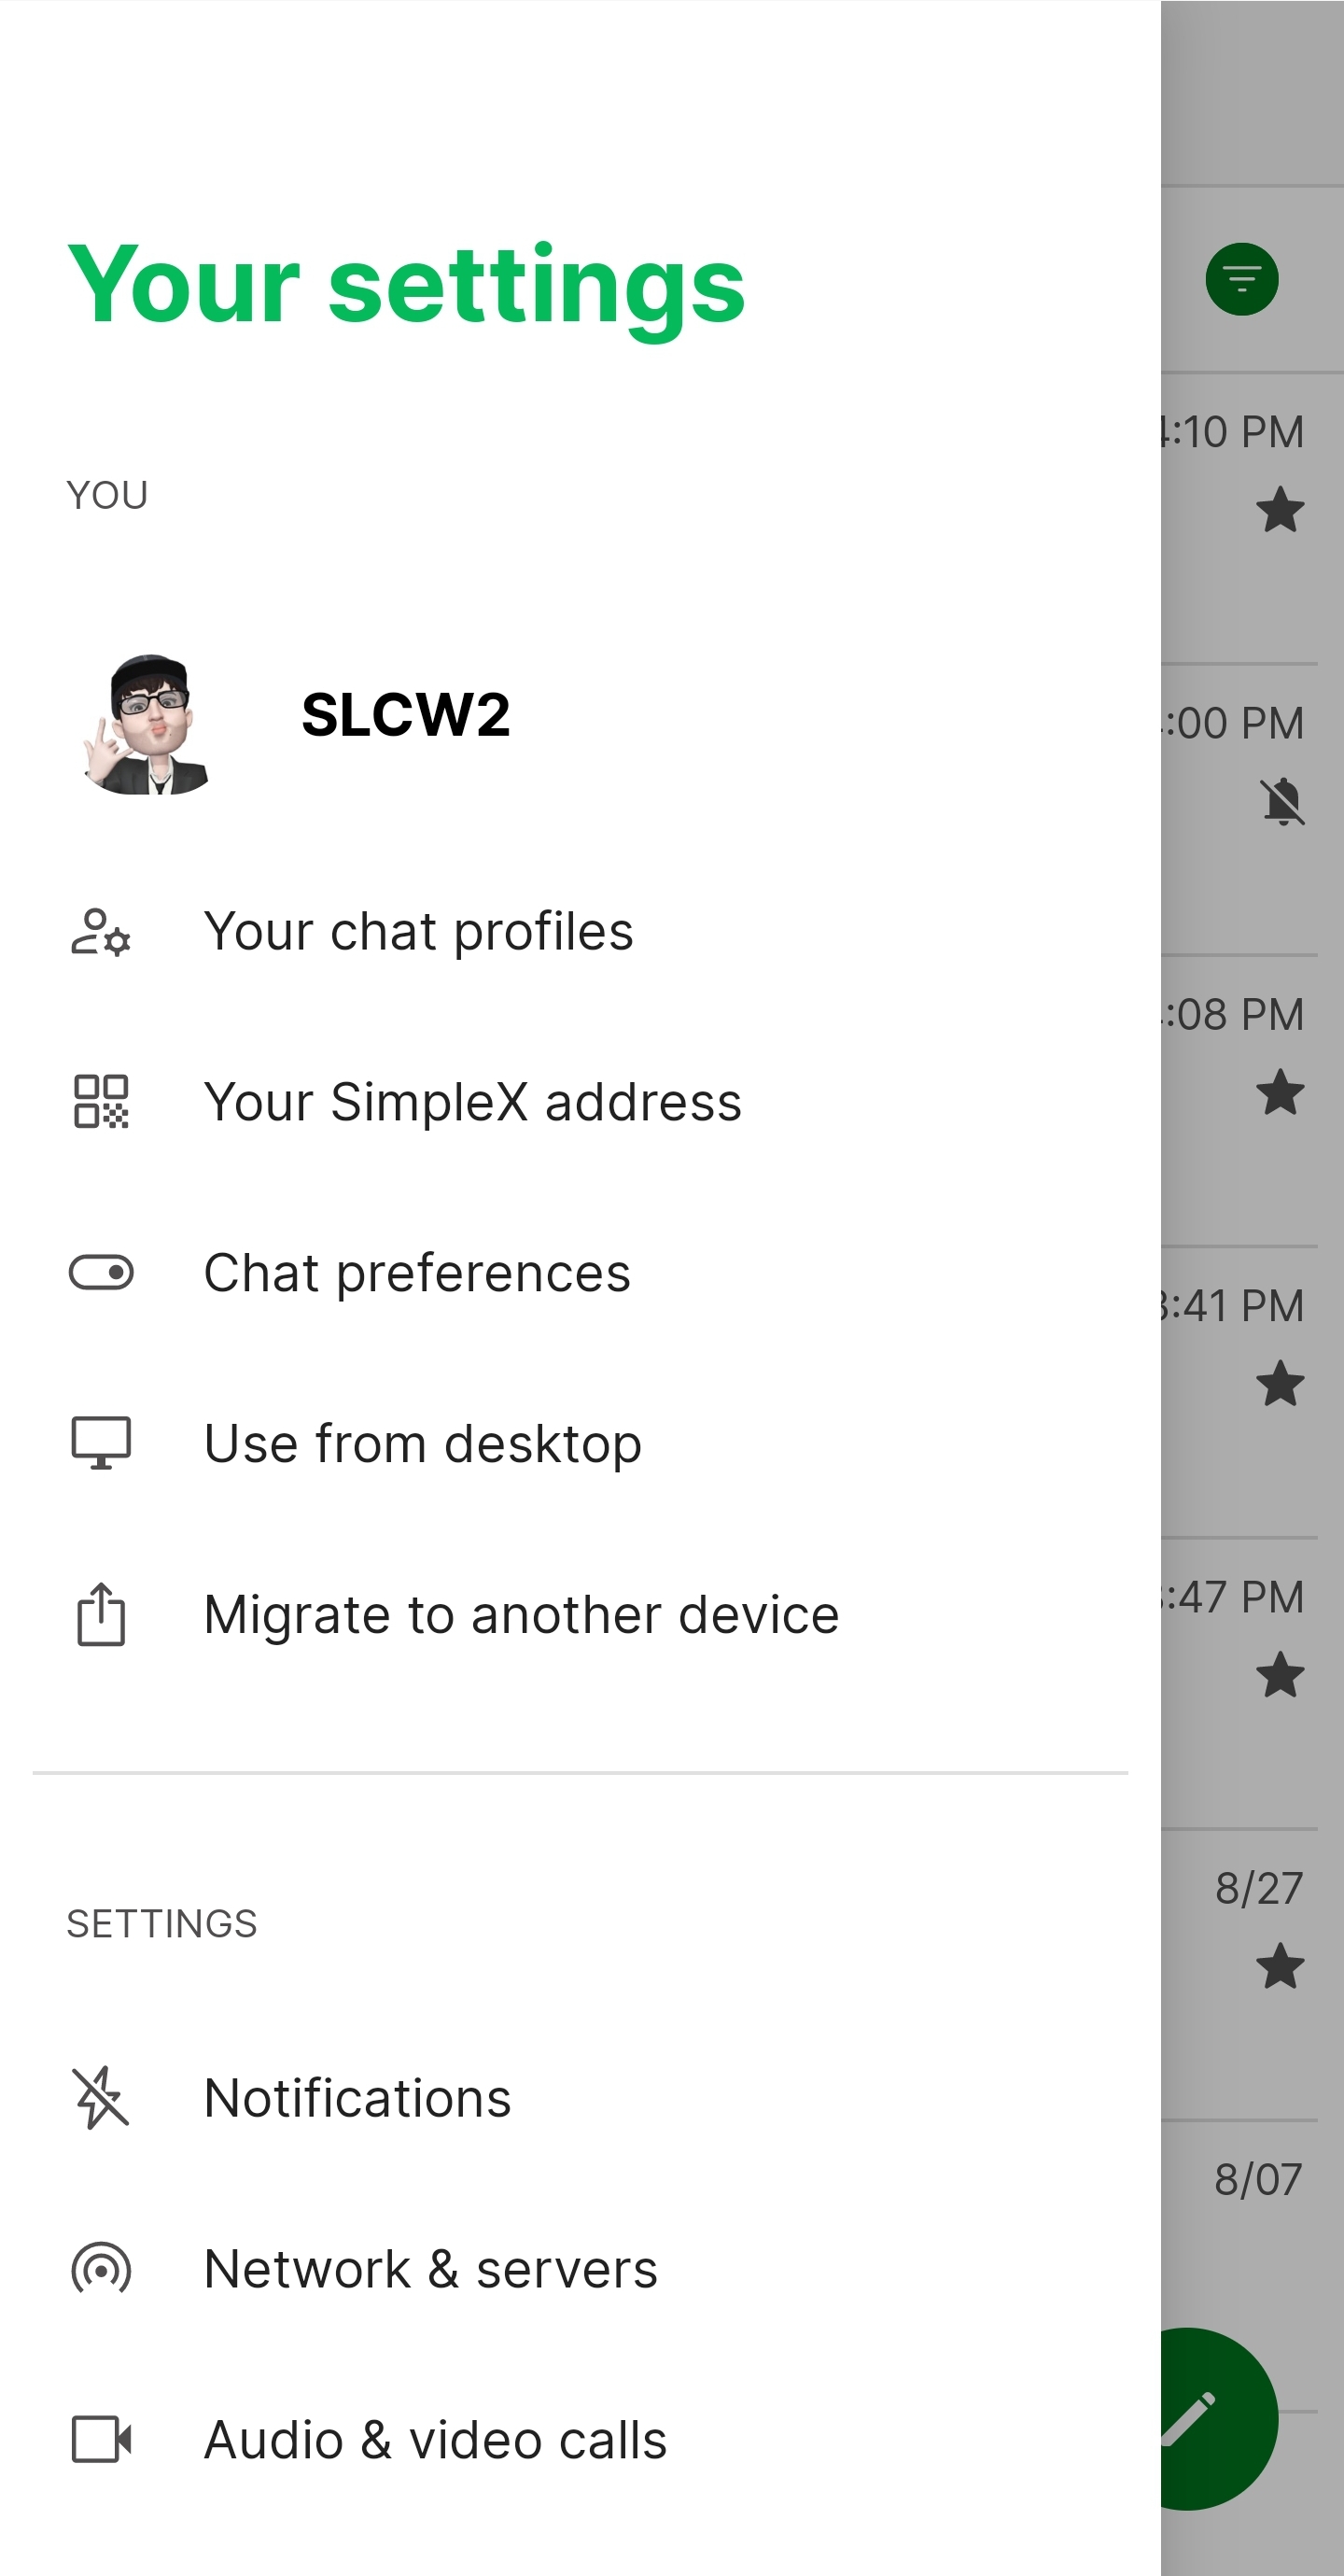 Your settings
YOU
SLCW2
Your chat profiles
Your SimpleX address
Chat preferences
Use from desktop
Migrate to another device
SETTINGS
Notifications
Network & servers
Audio & video calls
:10 PM
:00 PM
:08 PM
:41 PM
:47 PM
8/27
8/07